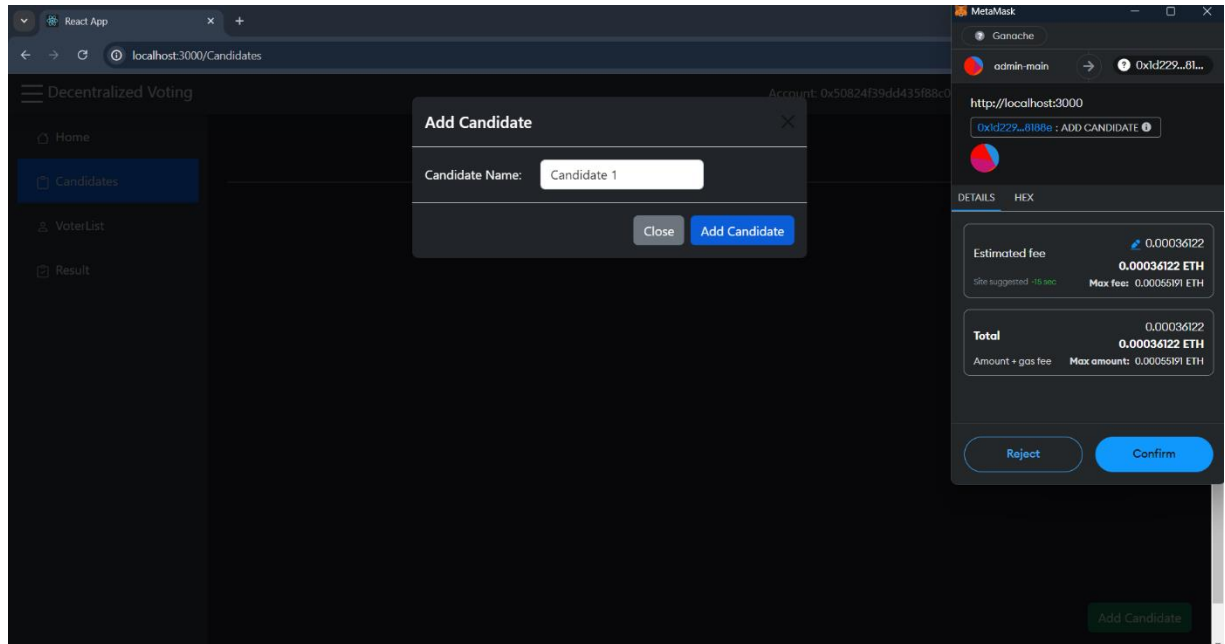 React App
localhost:3000/Candidates
Decentralized Voting
Account: 0x50824f39dd435f88c0
Home
Candidates
VoterList
Result
Add Candidate
Candidate Name: Candidate 1
Close Add Candidate
Add Candidate
MetaMask
Ganache
admin-main 0x1d229...81...
http://localhost:3000
0x1d229...8188e : ADD CANDIDATE
DETAILS HEX
Estimated fee 0.00036122
0.00036122 ETH
Site suggested ~15 sec Max fee: 0.00055191 ETH
Total 0.00036122
0.00036122 ETH
Amount + gas fee Max amount: 0.00055191 ETH
Reject Confirm